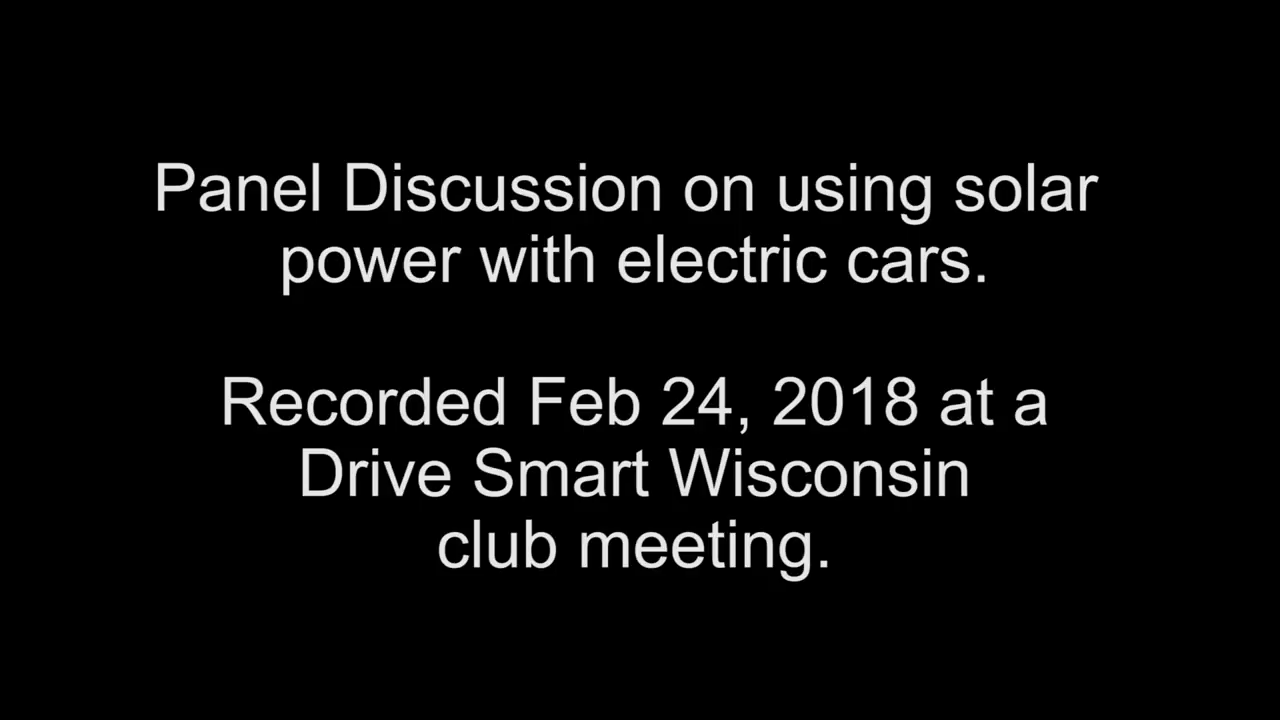 Panel Discussion on using solar
power with electric cars.
Recorded Feb 24, 2018 at a
Drive Smart Wisconsin
club meeting.